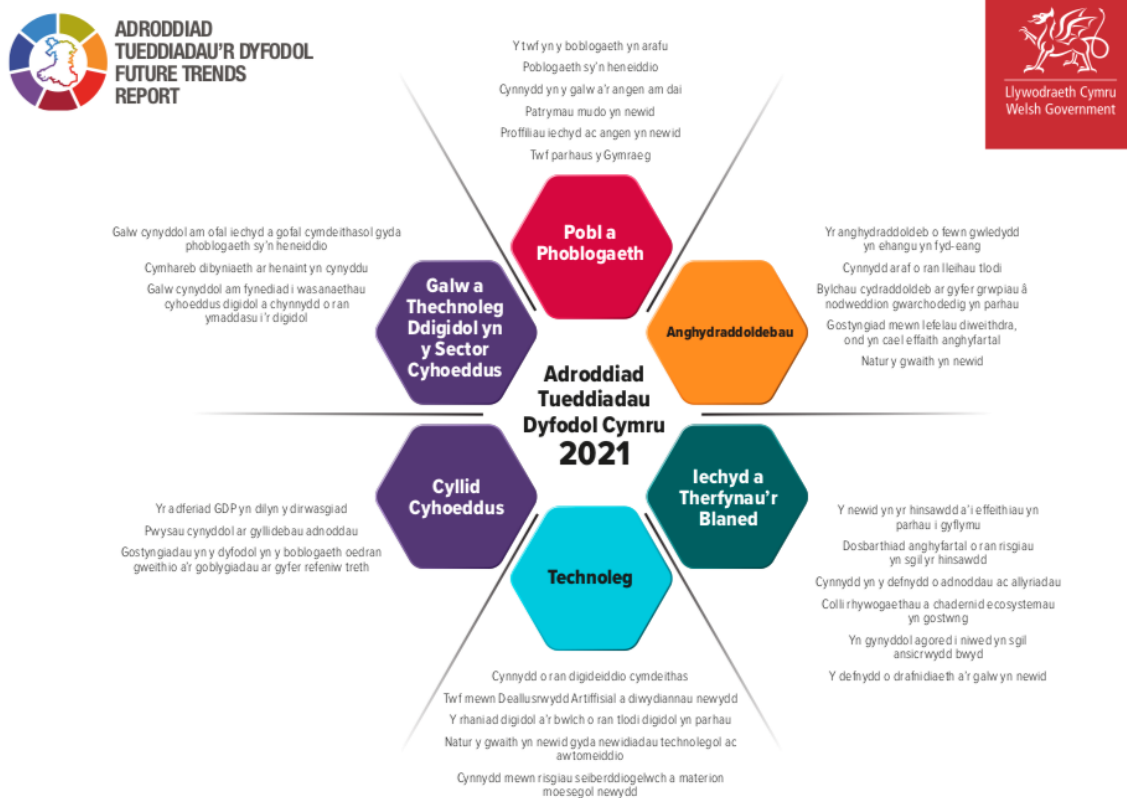 ADRODDIAD
TUEDDIADAU'R DYFODOL
FUTURE TRENDS
REPORT
Llywodraeth Cymru
Welsh Government
Y twf yn y boblogaeth yn arafu
Poblogaeth sy'n heneiddio
Cynnydd yn y galw a'r angen am dai
Patrymau mudo yn newid
Proffiliau iechyd ac angen yn newid
Twf parhaus y Gymraeg
Pobl a
Phoblogaeth
Yr anghydraddoldeb o fewn gwledydd
yn ehangu yn fyd-eang
Cynnydd araf o ran lleihau tlodi
Bylchau cydraddoldeb ar gyfer grwpiau â
nodweddion gwarchodedig yn parhau
Gostyngiad mewn lefelau diweithdra,
ond yn cael effaith anghyfartal
Natur y gwaith yn newid
Anghydraddoldebau
Galw cynyddol am ofal iechyd a gofal cymdeithasol gyda
phoblogaeth sy'n heneiddio
Cymhareb dibyniaeth ar henaint yn cynyddu
Galw cynyddol am fynediad i wasanaethau
cyhoeddus digidol a chynnydd o ran
ymaddasu i'r digidol
Galw a
Thechnoleg
Ddigidol yn
y Sector
Cyhoeddus
Adroddiad
Tueddiadau
Dyfodol Cymru
2021
Cyllid
Cyhoeddus
Yr adferiad GDP yn dilyn y dirwasgiad
Pwysau cynyddol ar gyllidebau adnoddau
Gostyngiadau yn y dyfodol yn y boblogaeth oedran
gweithio a'r goblygiadau ar gyfer refeniw treth
Iechyd a
Therfynau'r
Blaned
Y newid yn yr hinsawdd a'i effeithiau yn
parhau i gyflymu
Dosbarthiad anghyfartal o ran risgiau
yn sgil yr hinsawdd
Cynnydd yn y defnydd o adnoddau ac allyriadau
Colli rhywogaethau a chadernid ecosystemau
yn gostwng
Yn gynyddol agored i niwed yn sgil
ansicrwydd bwyd
Y defnydd o drafnidiaeth a'r galw yn newid
Technoleg
Cynnydd o ran digideiddio cymdeithas
Twf mewn Deallusrwydd Artiffisial a diwydiannau newydd
Y rhaniad digidol a'r bwlch o ran tlodi digidol yn parhau
Natur y gwaith yn newid gyda newidiadau technolegol ac
awtomeiddio
Cynnydd mewn risgiau seiberddiogelwch a materion
moesegol newydd